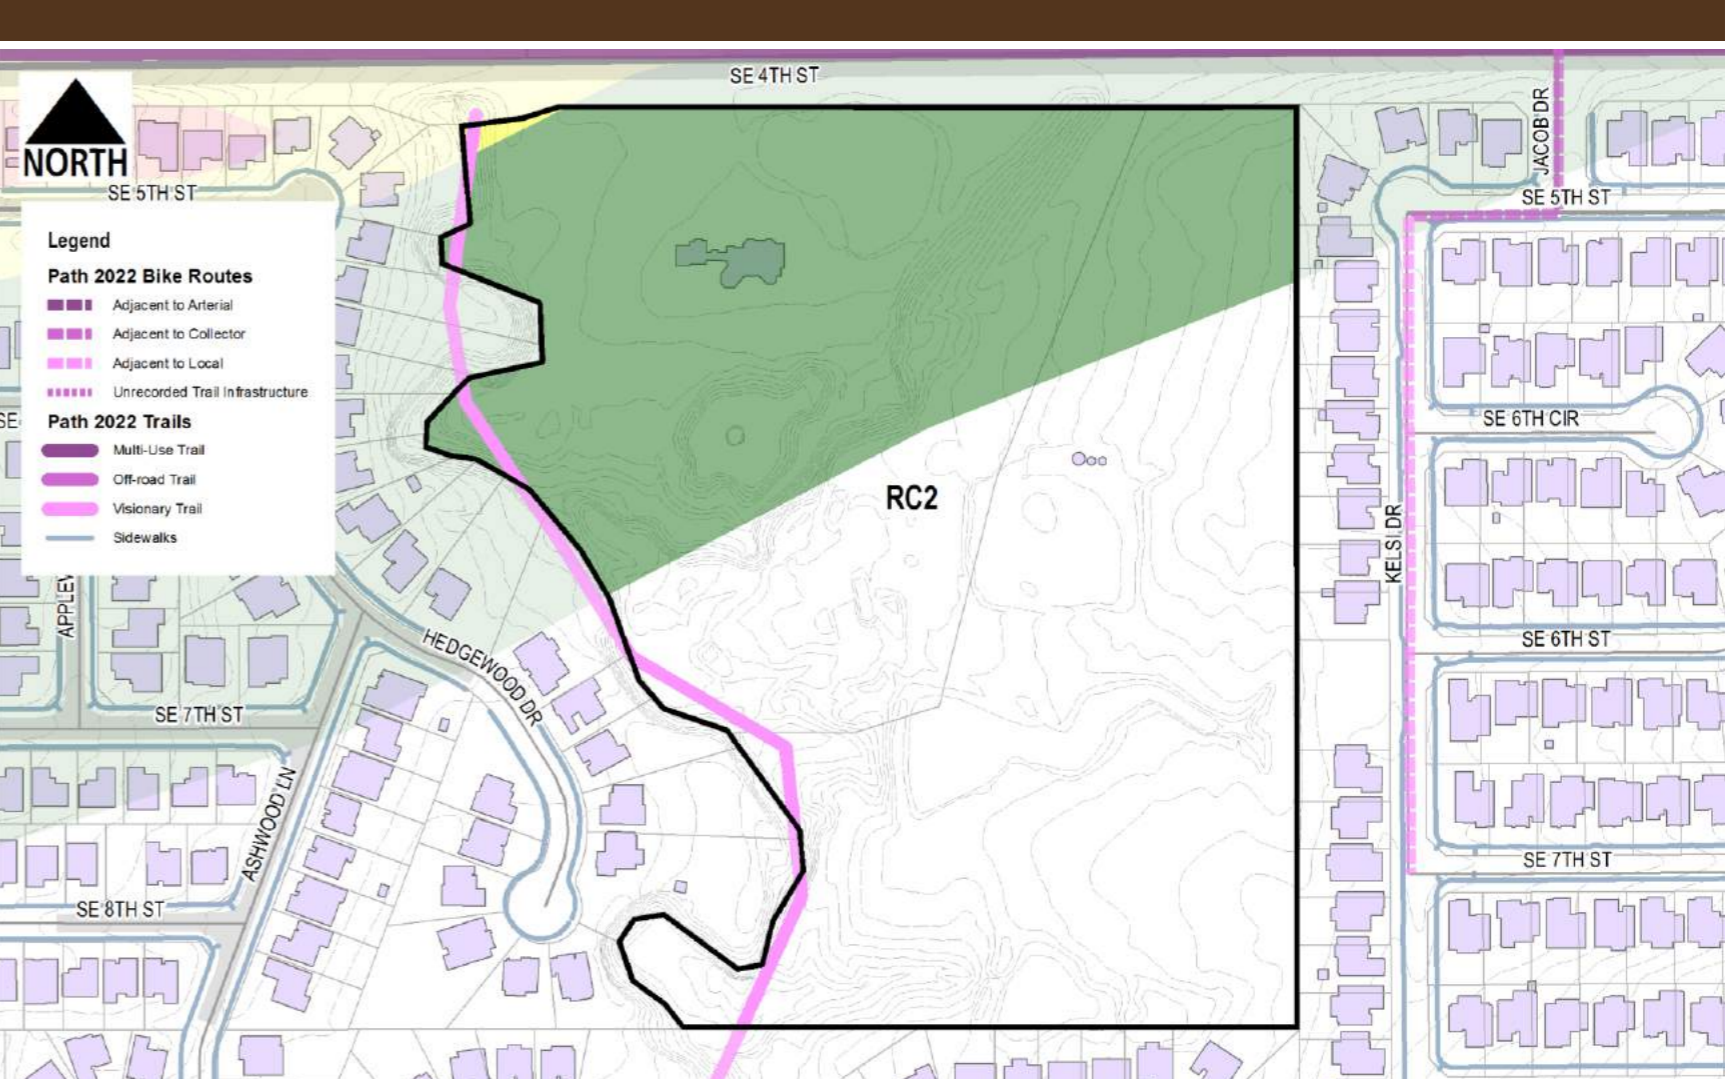 SE 4TH ST
NORTH
SE 5TH ST
JACOB DR
SE 5TH ST
Legend
Path 2022 Bike Routes
Adjacent to Arterial
Adjacent to Collector
Adjacent to Local
Unrecorded Trail Infrastructure
Path 2022 Trails
Multi-Use Trail
Off-road Trail
Visionary Trail
Sidewalks
SE
SE 6TH CIR
RC2
KELSI DR
APPLEW
HEDGEWOOD DR
SE 6TH ST
SE 7TH ST
ASHWOOD LN
SE 7TH ST
SE 8TH ST